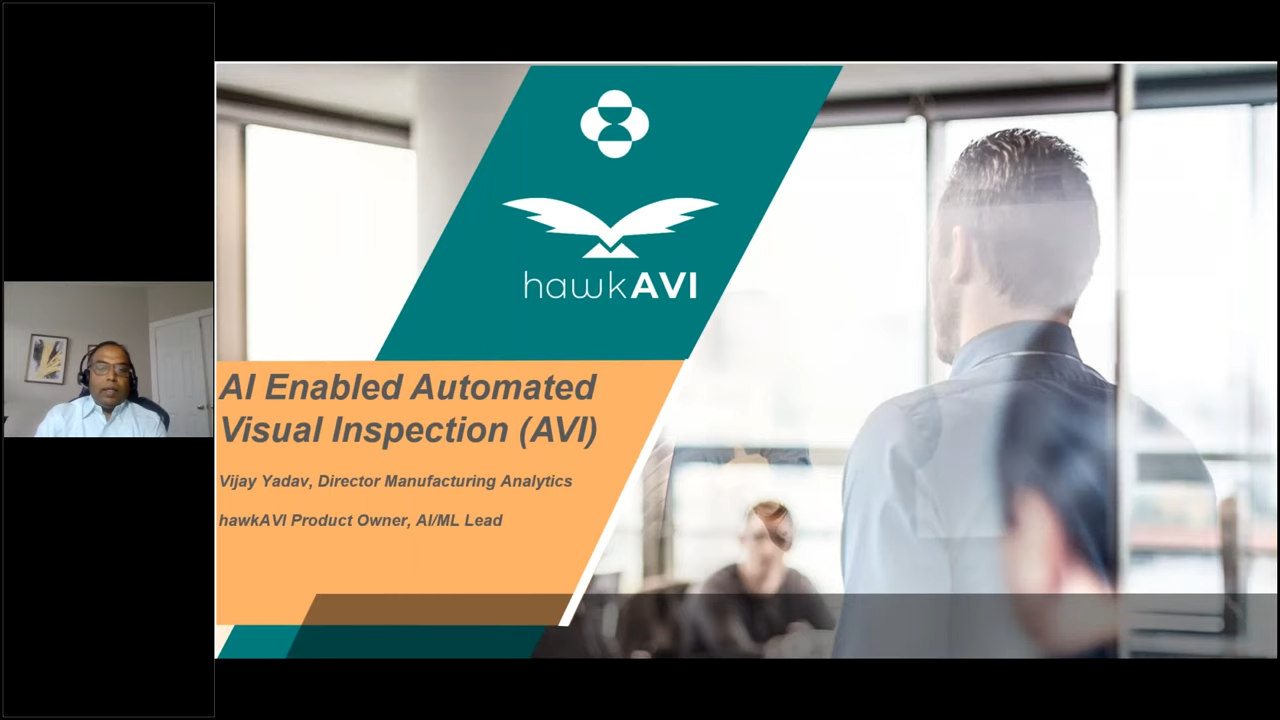 hawkAVI
AI Enabled Automated
Visual Inspection (AVI)
Vijay Yadav, Director Manufacturing Analytics
hawkAVI Product Owner, AI/ML Lead